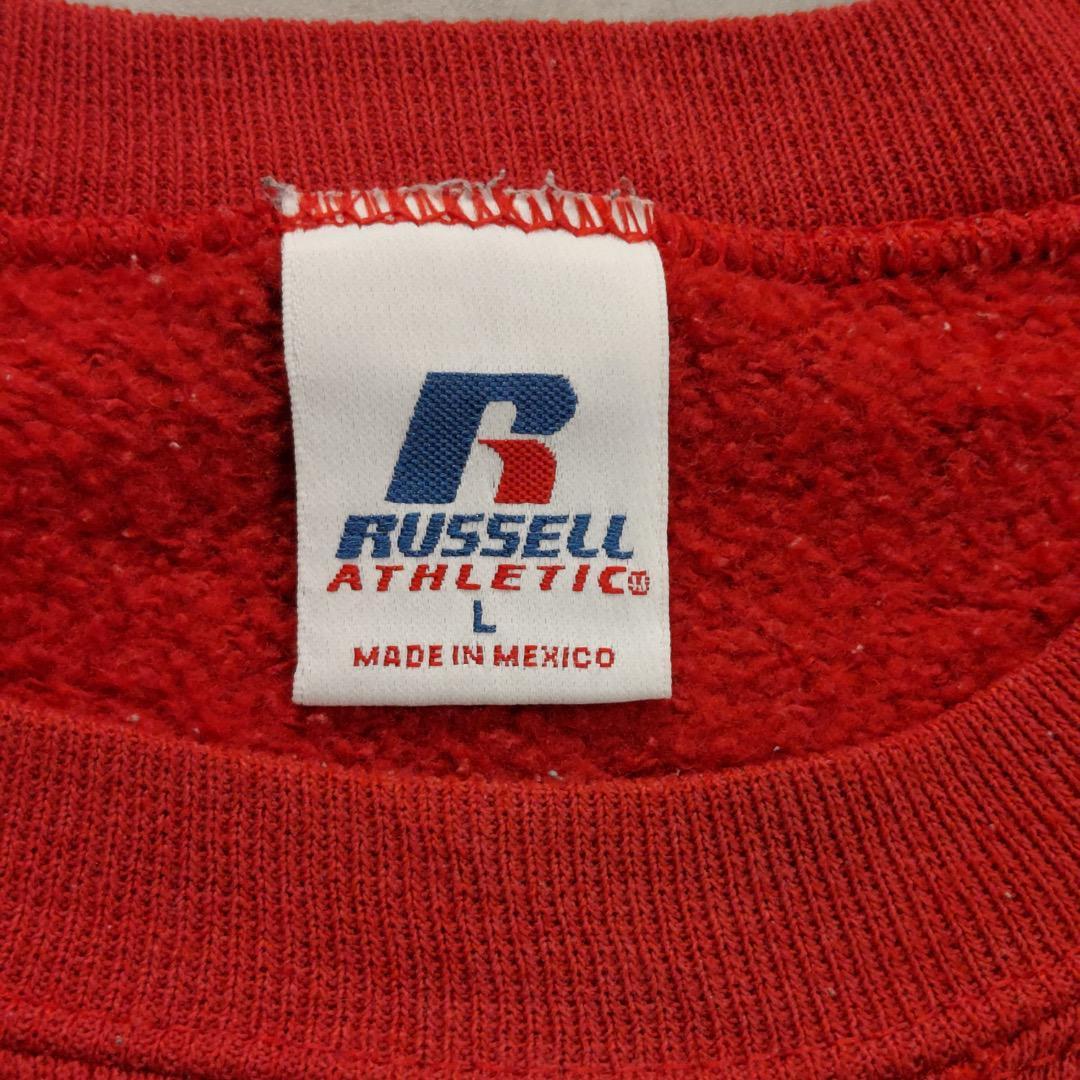 R
RUSSELL
ATHLETIC®
L
MADE IN MEXICO